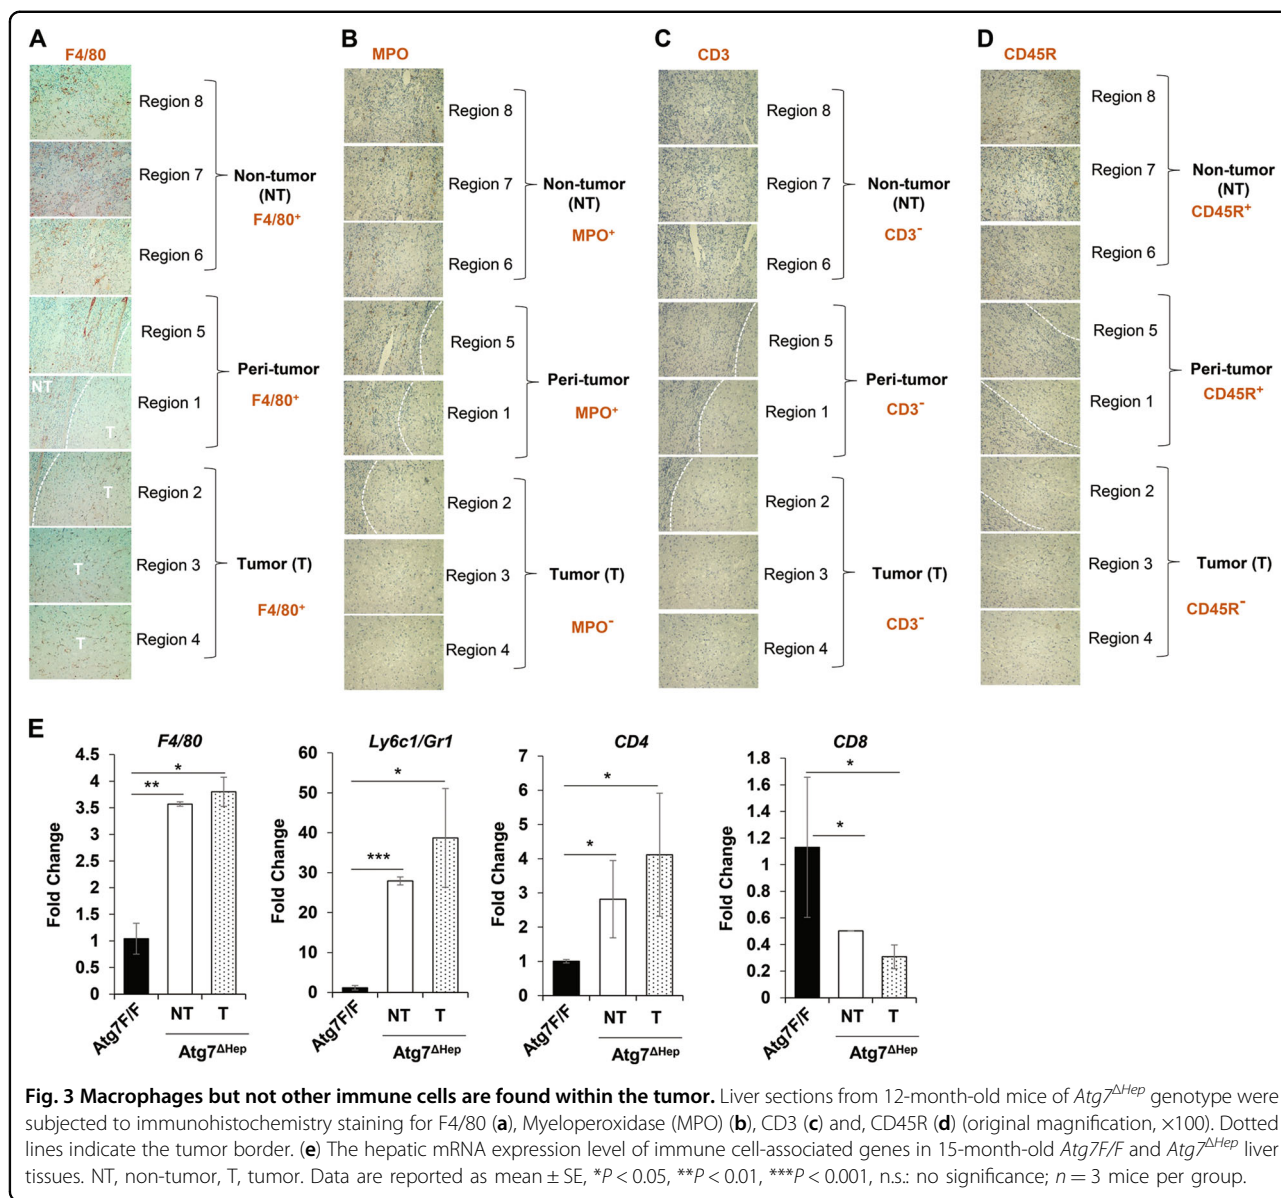 A
F4/80
Region 8
Region 7
Non-tumor
(NT)
F4/80⁺
Region 6
Region 5
Peri-tumor
NT
Region 1
F4/80⁺
T
Region 2
T
Region 3
T
Tumor (T)
F4/80⁺
Region 4
T
B
MPO
Region 8
Region 7
Non-tumor
(NT)
MPO⁺
Region 6
Region 5
Peri-tumor
Region 1
MPO⁺
Region 2
Region 3
Tumor (T)
MPO⁻
Region 4
C
CD3
Region 8
Region 7
Non-tumor
(NT)
CD3⁻
Region 6
Region 5
Peri-tumor
Region 1
CD3⁻
Region 2
Region 3
Tumor (T)
CD3⁻
Region 4
D
CD45R
Region 8
Region 7
Non-tumor
(NT)
CD45R⁺
Region 6
Region 5
Peri-tumor
CD45R⁺
Region 1
Region 2
Region 3
Tumor (T)
CD45R⁻
Region 4
E
F4/80
Fold Change
4.5
4
3.5
3
2.5
2
1.5
1
0.5
0
*
**
Atg7F/F
NT
T
Atg7ΔHep
Ly6c1/Gr1
Fold Change
60
50
40
30
20
10
0
*
***
Atg7F/F
NT
T
Atg7ΔHep
CD4
Fold Change
7
6
5
4
3
2
1
0
*
*
Atg7F/F
NT
T
Atg7ΔHep
CD8
Fold Change
1.8
1.6
1.4
1.2
1
0.8
0.6
0.4
0.2
0
*
*
Atg7F/F
NT
T
Atg7ΔHep
Fig. 3 Macrophages but not other immune cells are found within the tumor. Liver sections from 12-month-old mice of Atg7ΔHep genotype were
subjected to immunohistochemistry staining for F4/80 (a), Myeloperoxidase (MPO) (b), CD3 (c) and, CD45R (d) (original magnification, ×100). Dotted
lines indicate the tumor border. (e) The hepatic mRNA expression level of immune cell-associated genes in 15-month-old Atg7F/F and Atg7ΔHep liver
tissues. NT, non-tumor, T, tumor. Data are reported as mean ± SE, *P < 0.05, **P < 0.01, ***P < 0.001, n.s.: no significance; n = 3 mice per group.